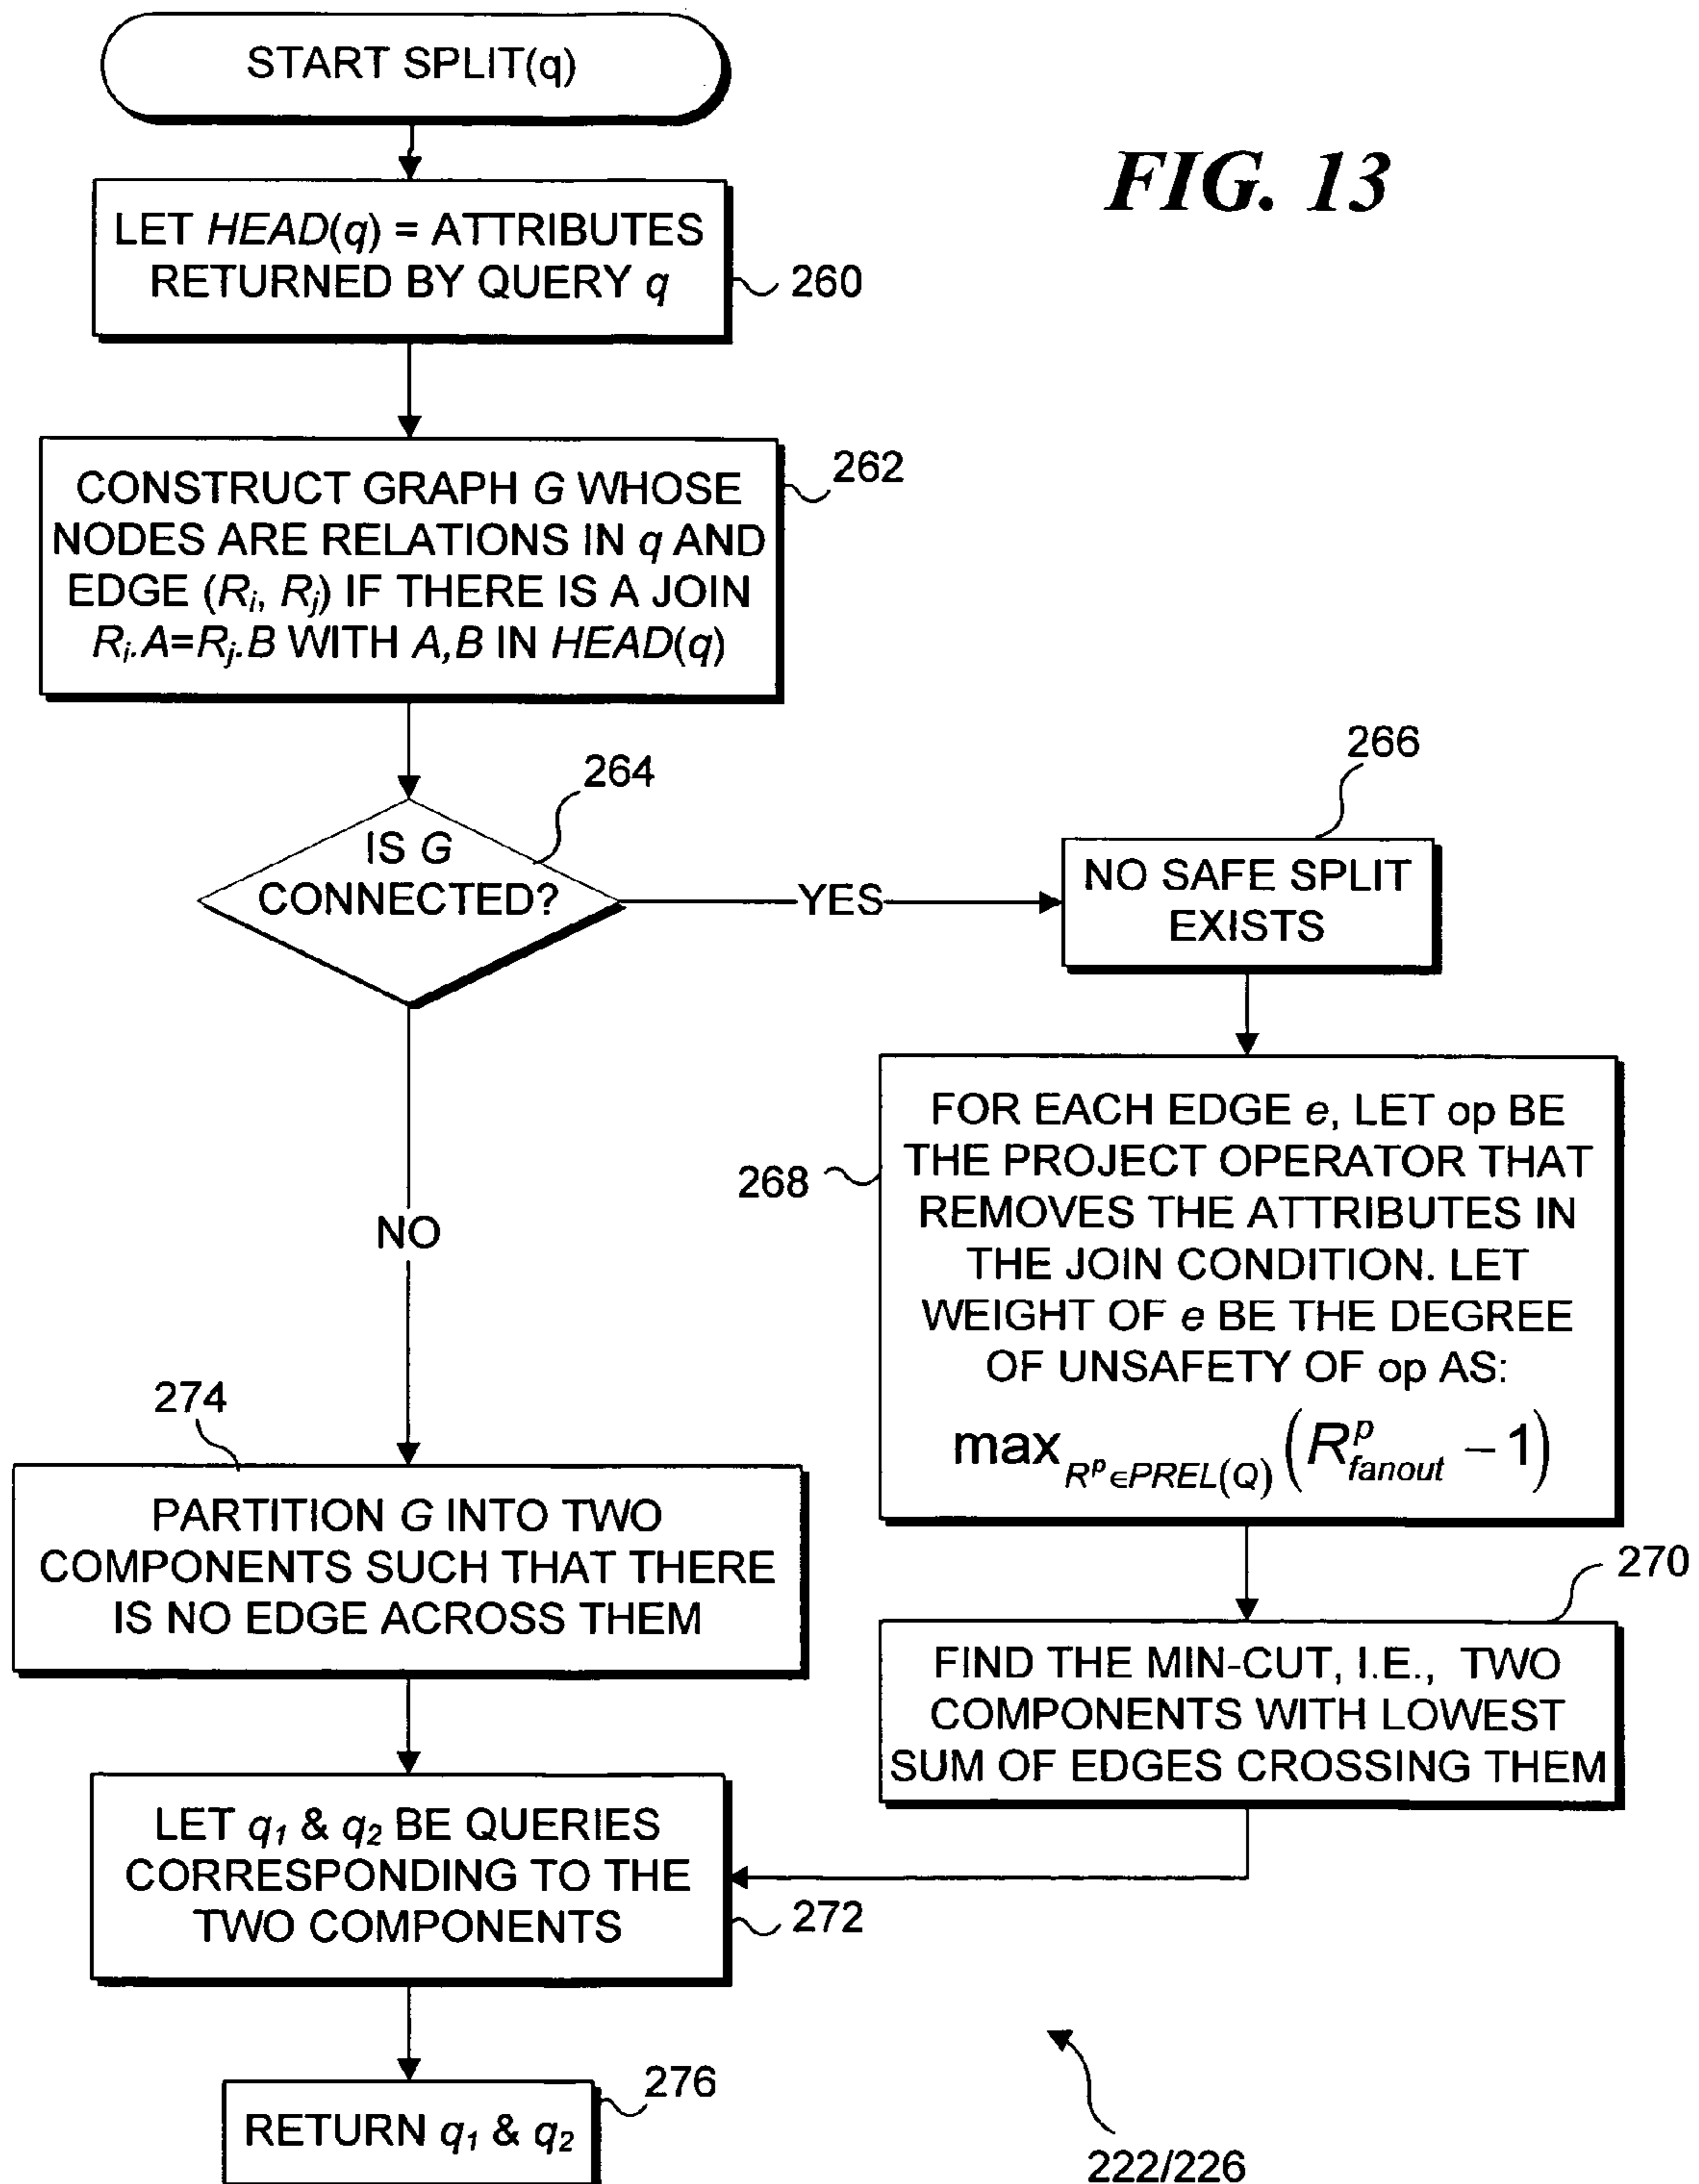 START SPLIT(q)
FIG. 13
LET HEAD(q) = ATTRIBUTES
RETURNED BY QUERY q
260
CONSTRUCT GRAPH G WHOSE
NODES ARE RELATIONS IN q AND
EDGE (Ri, Rj) IF THERE IS A JOIN
Ri.A=Rj.B WITH A,B IN HEAD(q)
262
IS G
CONNECTED?
264
YES
266
NO SAFE SPLIT
EXISTS
268
FOR EACH EDGE e, LET op BE
THE PROJECT OPERATOR THAT
REMOVES THE ATTRIBUTES IN
THE JOIN CONDITION. LET
WEIGHT OF e BE THE DEGREE
OF UNSAFETY OF op AS:
max R^p∈PREL(Q) (R^p fanout – 1)
NO
274
PARTITION G INTO TWO
COMPONENTS SUCH THAT THERE
IS NO EDGE ACROSS THEM
270
FIND THE MIN-CUT, I.E., TWO
COMPONENTS WITH LOWEST
SUM OF EDGES CROSSING THEM
LET q1 & q2 BE QUERIES
CORRESPONDING TO THE
TWO COMPONENTS
272
RETURN q1 & q2
276
222/226